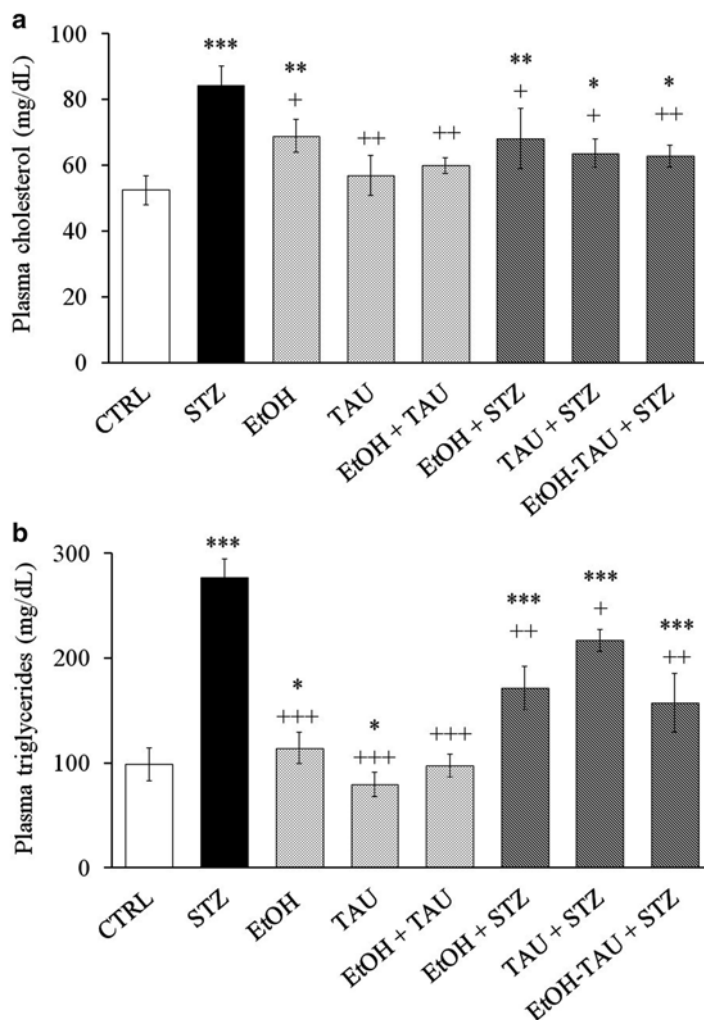 a
Plasma cholesterol (mg/dL)
100
80
60
40
20
0
***
**
+
++
++
**
+
*
+
*
++
CTRL
STZ
EtOH
TAU
EtOH + TAU
EtOH + STZ
TAU + STZ
EtOH-TAU + STZ
b
Plasma triglycerides (mg/dL)
300
200
100
0
***
*
+++
*
+++
+++
***
++
***
+
***
++
CTRL
STZ
EtOH
TAU
EtOH + TAU
EtOH + STZ
TAU + STZ
EtOH-TAU + STZ